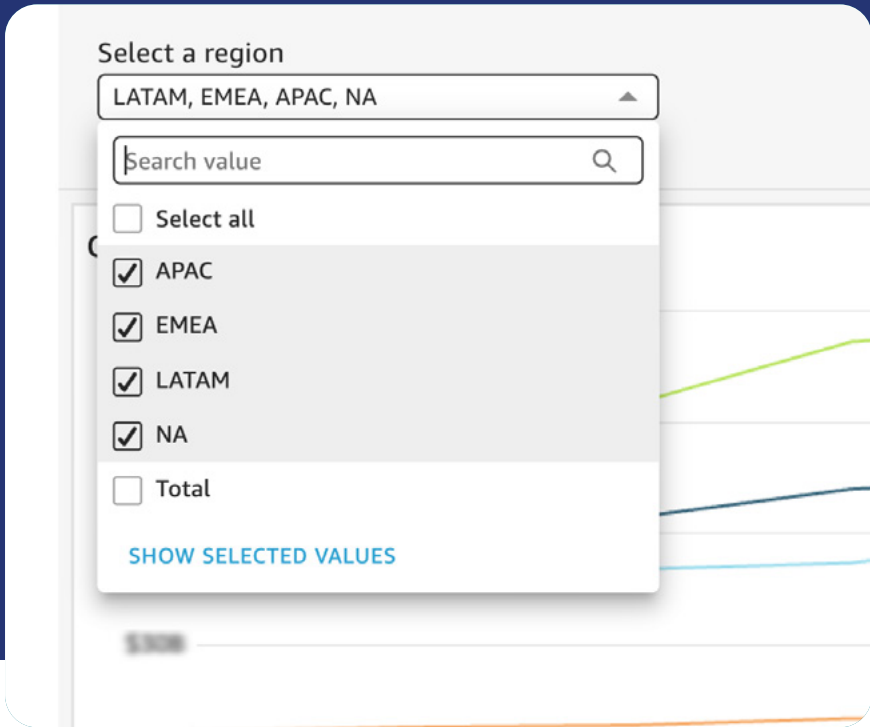 Select a region
LATAM, EMEA, APAC, NA
Search value
Select all
APAC
EMEA
LATAM
NA
Total
SHOW SELECTED VALUES